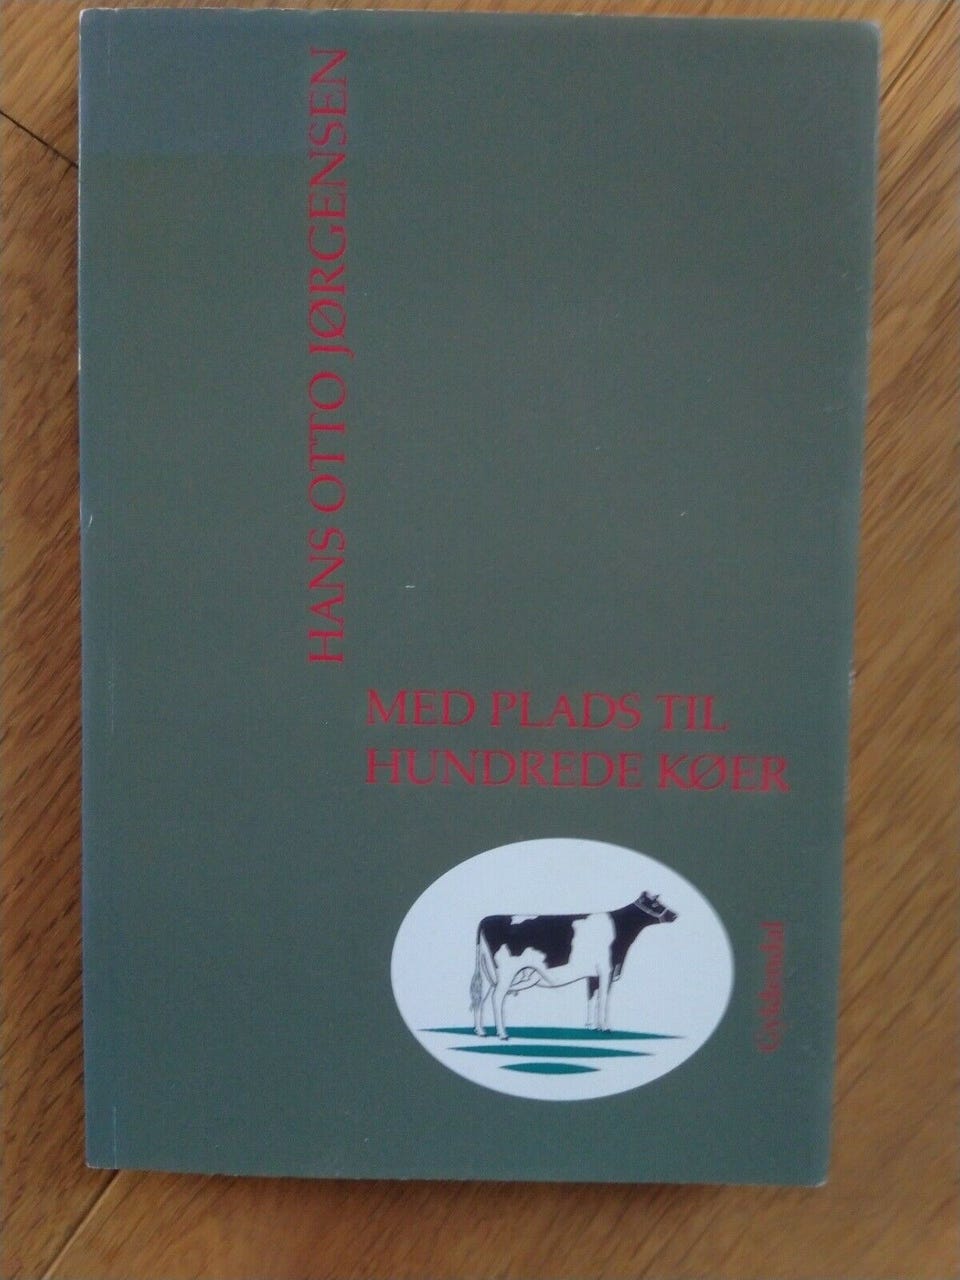 HANS OTTO JØRGENSEN
MED PLADS TIL
HUNDREDE KØER
Gyldendal